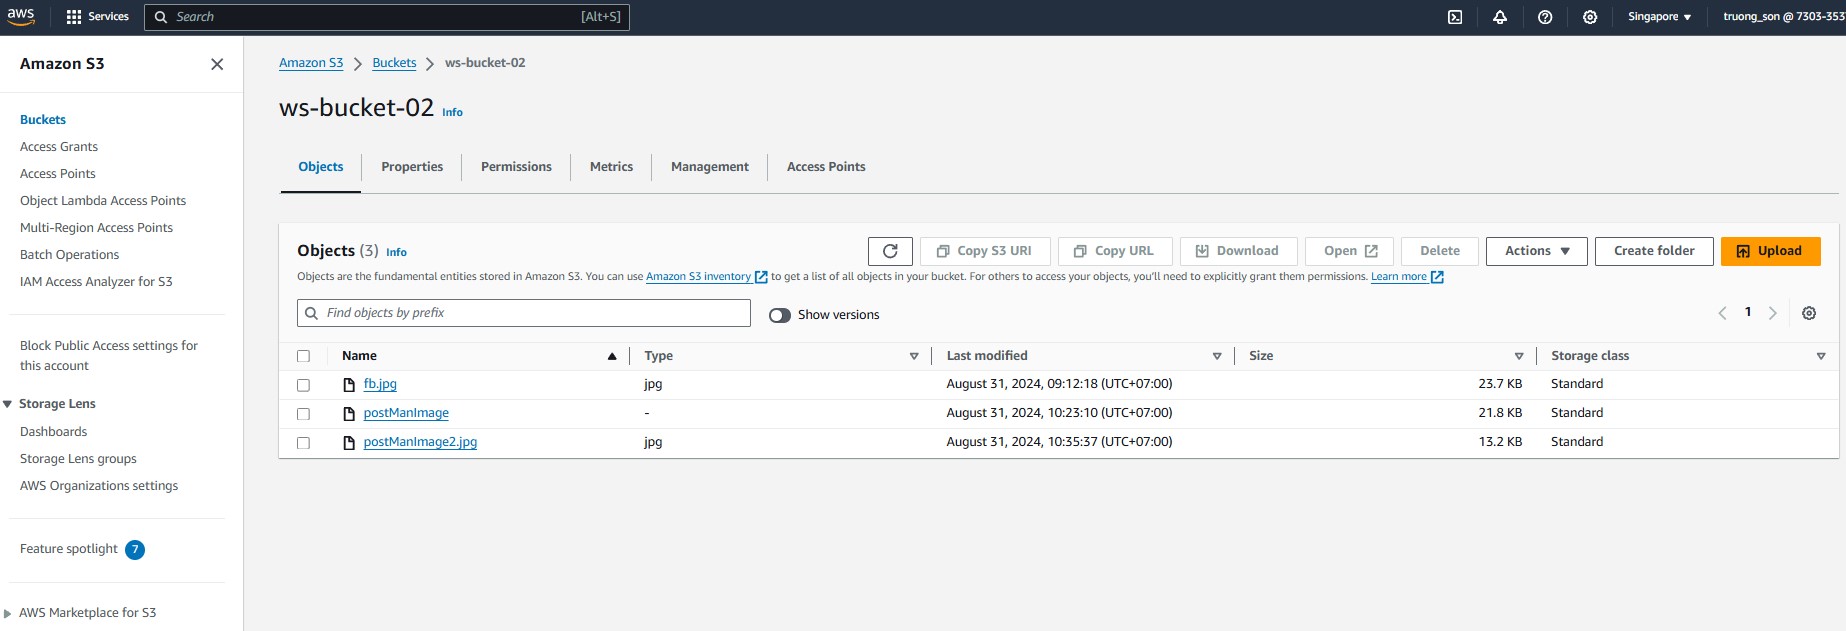 aws Services Search [Alt+S] Singapore truong_son @ 7303-353
Amazon S3
Buckets
Access Grants
Access Points
Object Lambda Access Points
Multi-Region Access Points
Batch Operations
IAM Access Analyzer for S3
Block Public Access settings for
this account
Storage Lens
Dashboards
Storage Lens groups
AWS Organizations settings
Feature spotlight 7
AWS Marketplace for S3
Amazon S3 Buckets ws-bucket-02
ws-bucket-02 Info
Objects Properties Permissions Metrics Management Access Points
Objects (3) Info Copy S3 URI Copy URL Download Open Delete Actions Create folder Upload
Objects are the fundamental entities stored in Amazon S3. You can use Amazon S3 inventory to get a list of all objects in your bucket. For others to access your objects, you'll need to explicitly grant them permissions. Learn more
Find objects by prefix Show versions 1
Name Type Last modified Size Storage class
fb.jpg jpg August 31, 2024, 09:12:18 (UTC+07:00) 23.7 KB Standard
postManImage - August 31, 2024, 10:23:10 (UTC+07:00) 21.8 KB Standard
postManImage2.jpg jpg August 31, 2024, 10:35:37 (UTC+07:00) 13.2 KB Standard